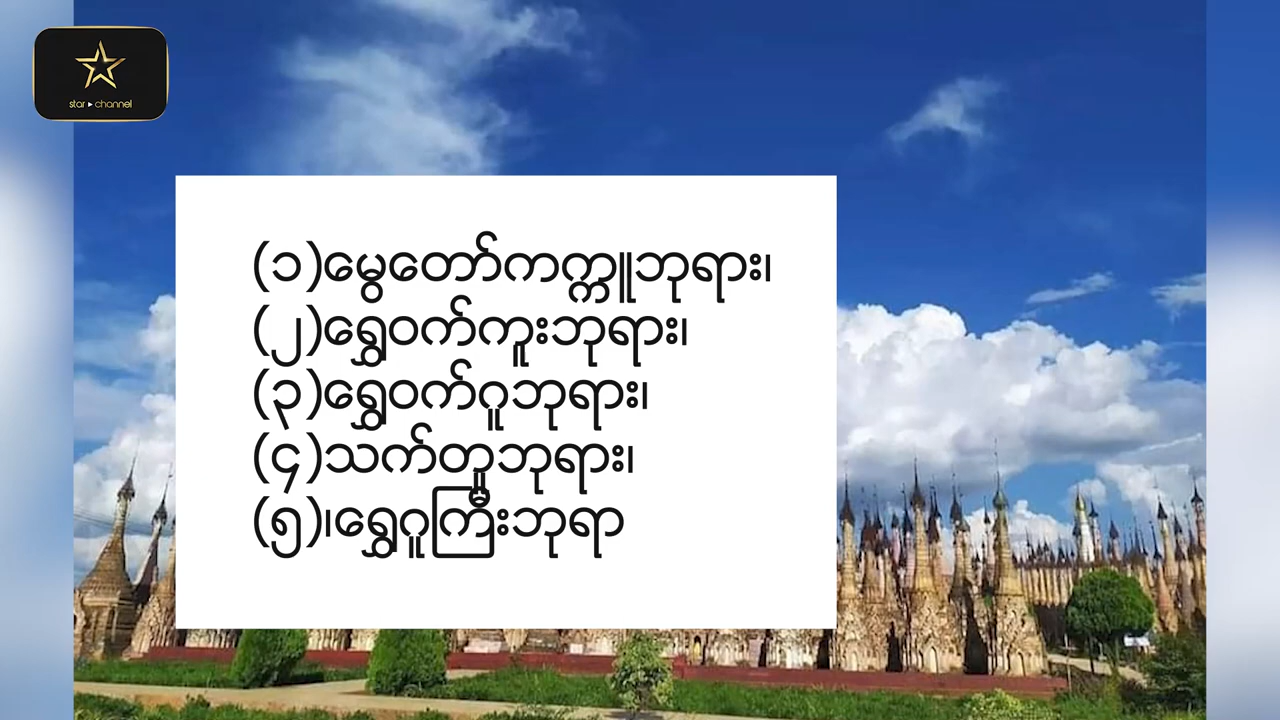 star channel
(၁)မွေတော်ကက္ကူဘုရား၊
(၂)ရွှေဝက်ကူးဘုရား၊
(၃)ရွှေဝက်ဂူဘုရား၊
(၄)သက်တူဘုရား၊
(၅)၊ရွှေဂူကြီးဘုရာ